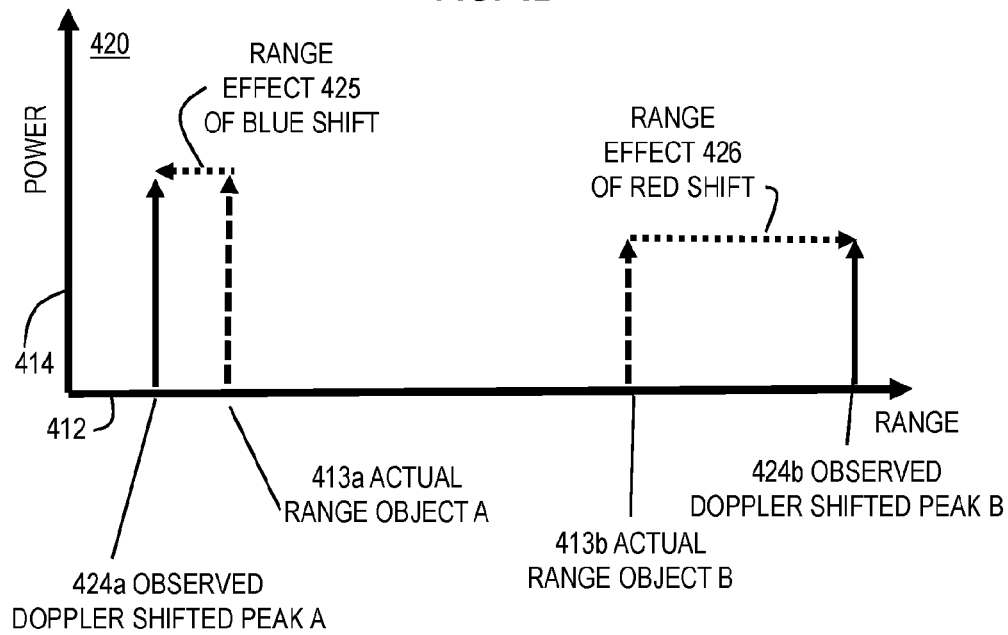 420
RANGE
EFFECT 425
OF BLUE SHIFT
RANGE
EFFECT 426
OF RED SHIFT
POWER
414
412
RANGE
413a ACTUAL
RANGE OBJECT A
424b OBSERVED
DOPPLER SHIFTED PEAK B
413b ACTUAL
RANGE OBJECT B
424a OBSERVED
DOPPLER SHIFTED PEAK A